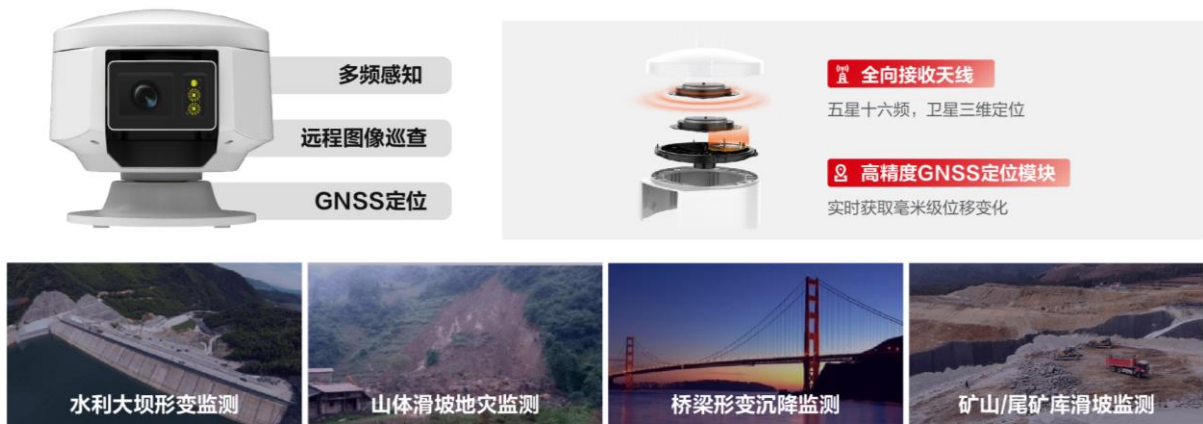 多频感知
远程图像巡查
GNSS定位
全向接收天线
五星十六频，卫星三维定位
高精度GNSS定位模块
实时获取毫米级位移变化
水利大坝形变监测
山体滑坡地灾监测
桥梁形变沉降监测
矿山/尾矿库滑坡监测